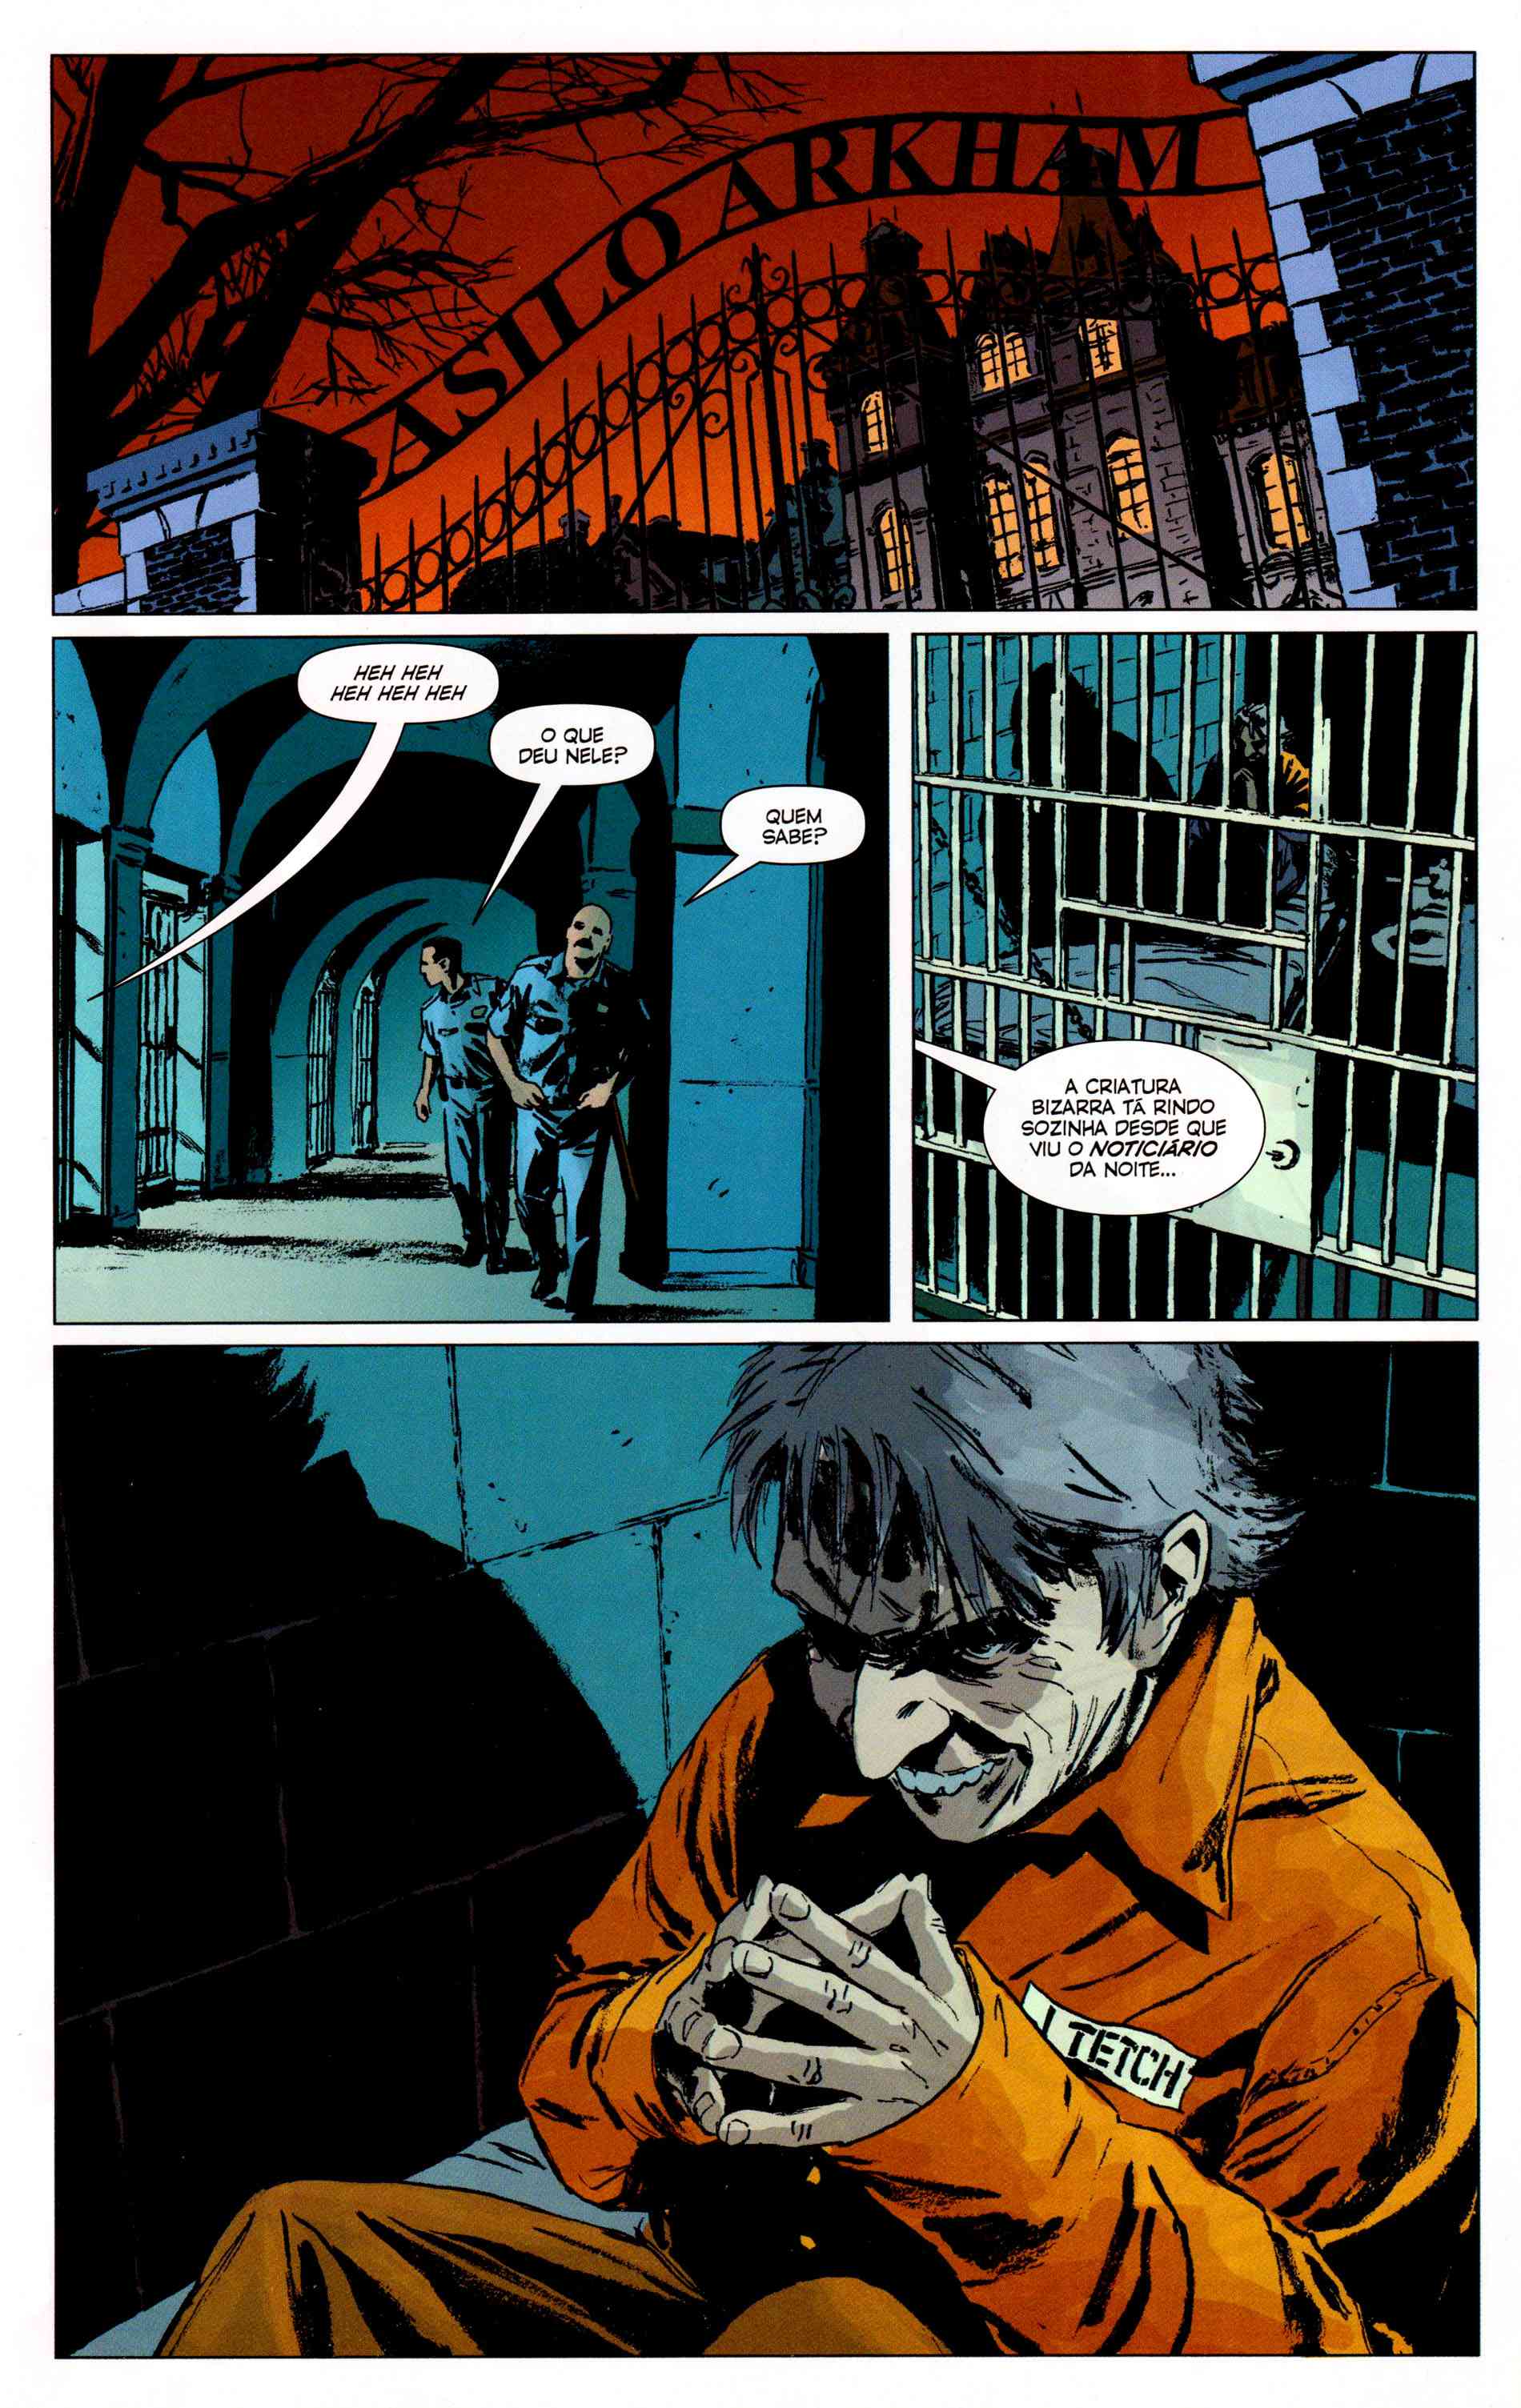 ASILO ARKHAM
HEH HEH
HEH HEH HEH
O QUE
DEU NELE?
QUEM
SABE?
A CRIATURA
BIZARRA TÁ RINDO
SOZINHA DESDE QUE
VIU O NOTICIÁRIO
DA NOITE...
J TETCH